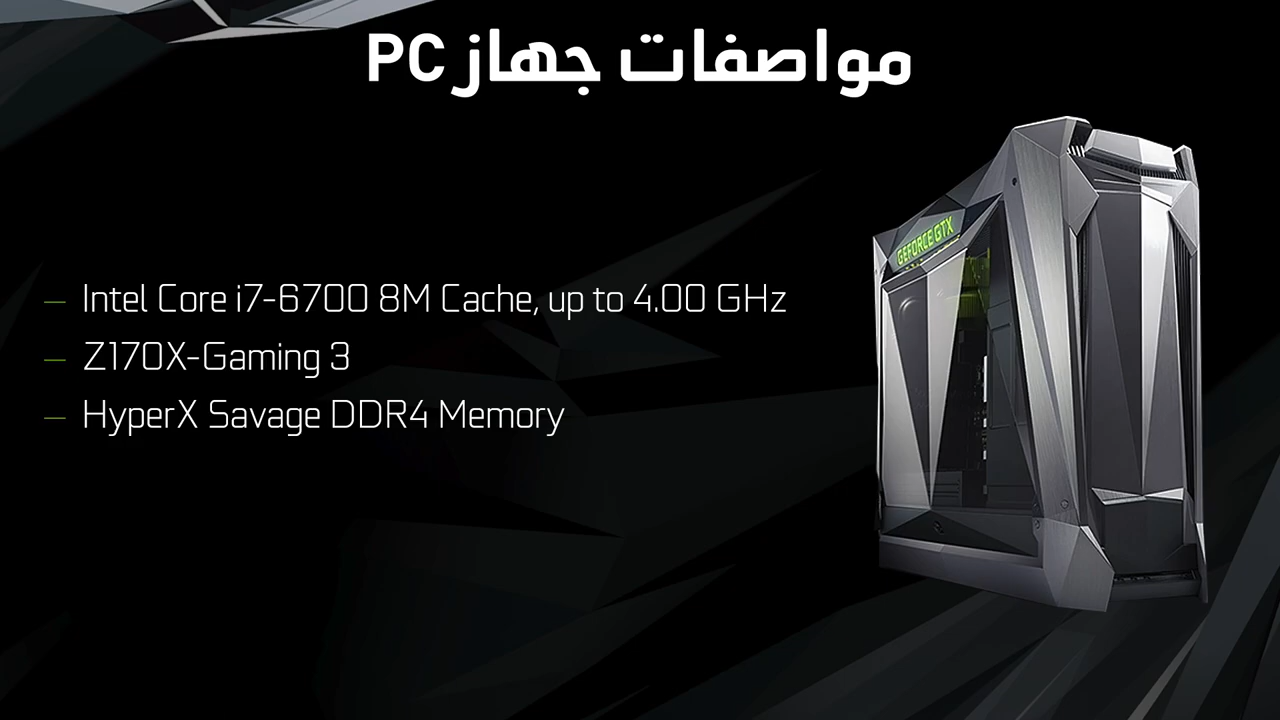 مواصفات جهاز PC
– Intel Core i7-6700 8M Cache, up to 4.00 GHz
– Z170X-Gaming 3
– HyperX Savage DDR4 Memory
GEFORCE GTX